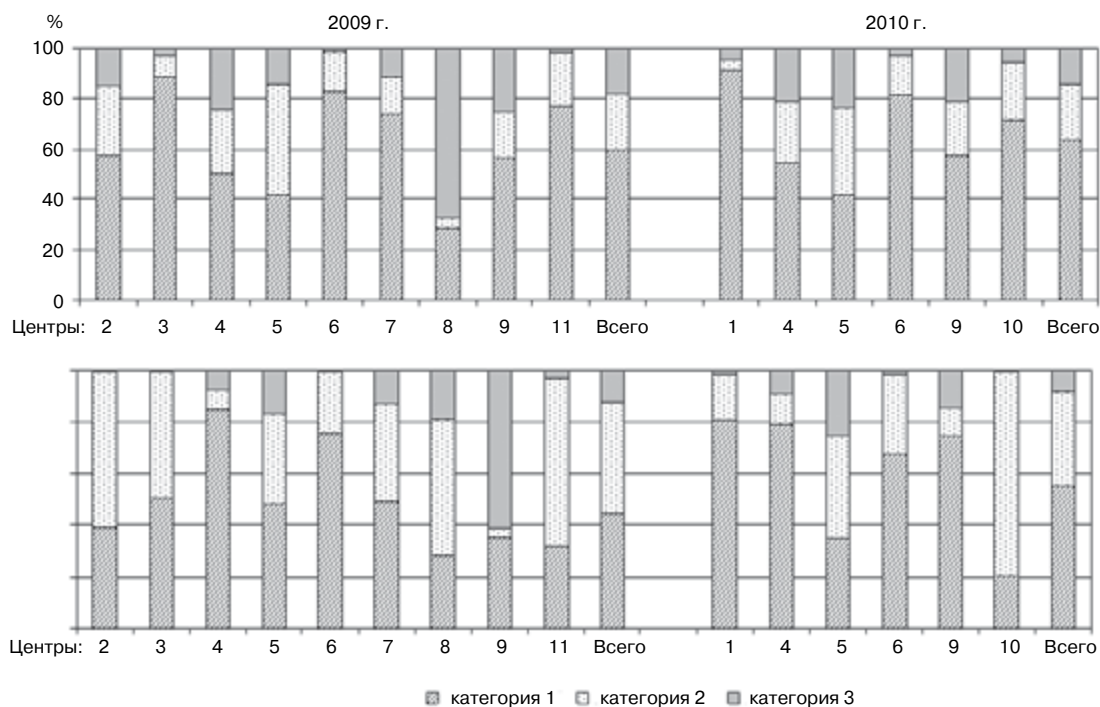 % 2009 г. 2010 г.
100
80
60
40
20
0
Центры: 2 3 4 5 6 7 8 9 11 Всего 1 4 5 6 9 10 Всего
Центры: 2 3 4 5 6 7 8 9 11 Всего 1 4 5 6 9 10 Всего
категория 1 категория 2 категория 3